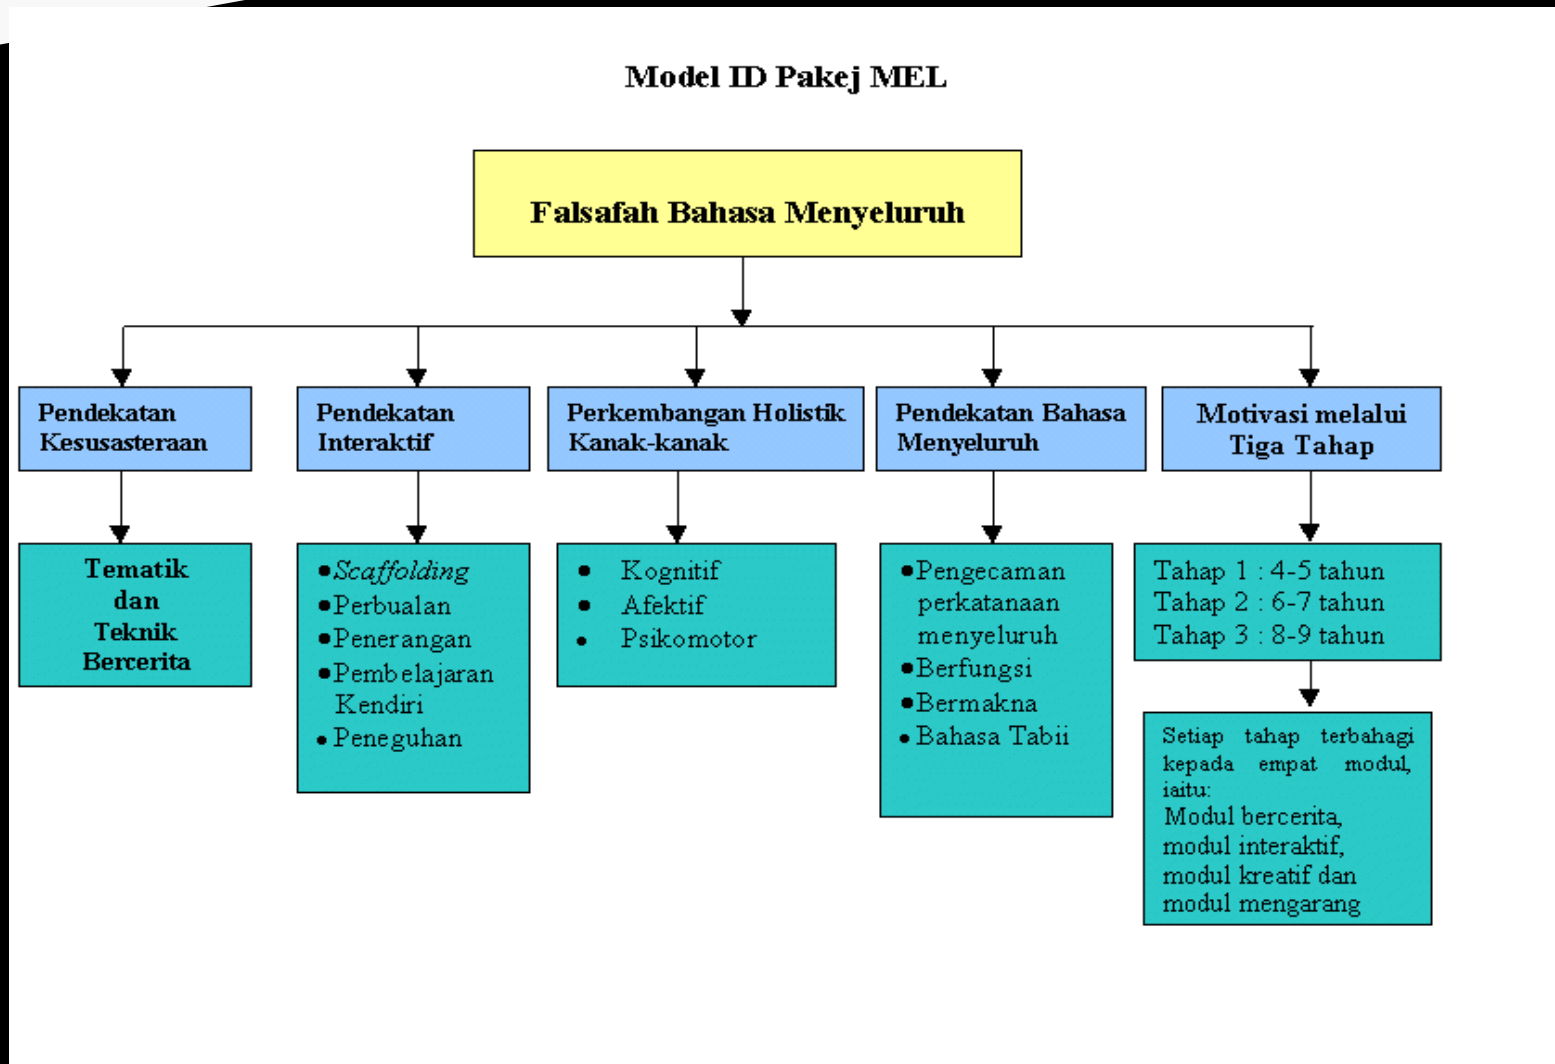 Model ID Pakej MEL
Falsafah Bahasa Menyeluruh
Pendekatan
Kesusasteraan
Pendekatan
Interaktif
Perkembangan Holistik
Kanak-kanak
Pendekatan Bahasa
Menyeluruh
Motivasi melalui
Tiga Tahap
Tematik
dan
Teknik
Bercerita
•Scaffolding
•Perbualan
•Penerangan
•Pembelajaran
Kendiri
• Peneguhan
• Kognitif
• Afektif
• Psikomotor
•Pengecaman
perkatanaan
menyeluruh
•Berfungsi
•Bermakna
• Bahasa Tabii
Tahap 1 : 4-5 tahun
Tahap 2 : 6-7 tahun
Tahap 3 : 8-9 tahun
Setiap tahap terbahagi
kepada empat modul,
iaitu:
Modul bercerita,
modul interaktif,
modul kreatif dan
modul mengarang